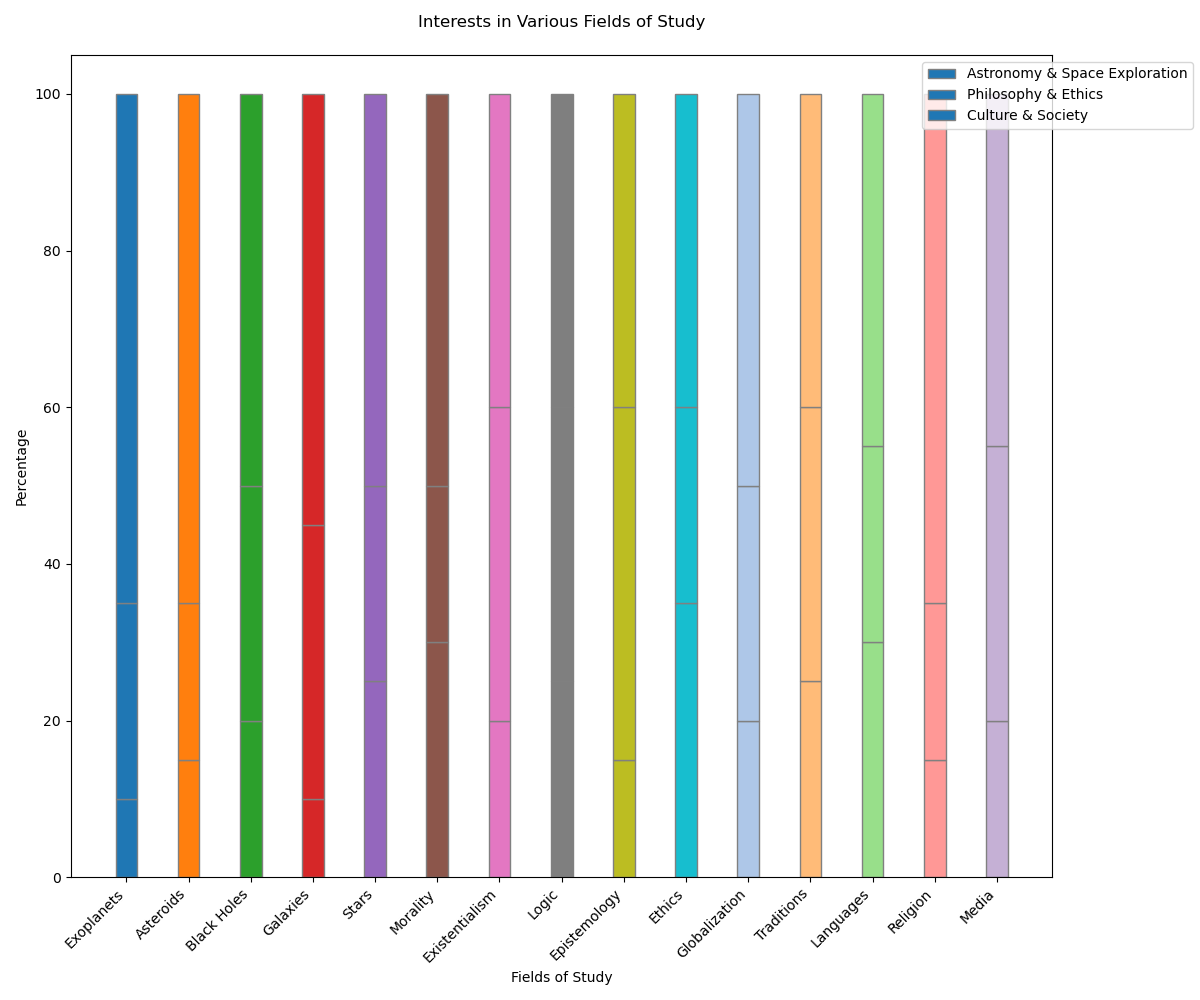 Interests in Various Fields of Study
Astronomy & Space Exploration
Philosophy & Ethics
Culture & Society
Percentage
100
80
60
40
20
0
Exoplanets
Asteroids
Black Holes
Galaxies
Stars
Morality
Existentialism
Logic
Epistemology
Ethics
Globalization
Traditions
Languages
Religion
Media
Fields of Study